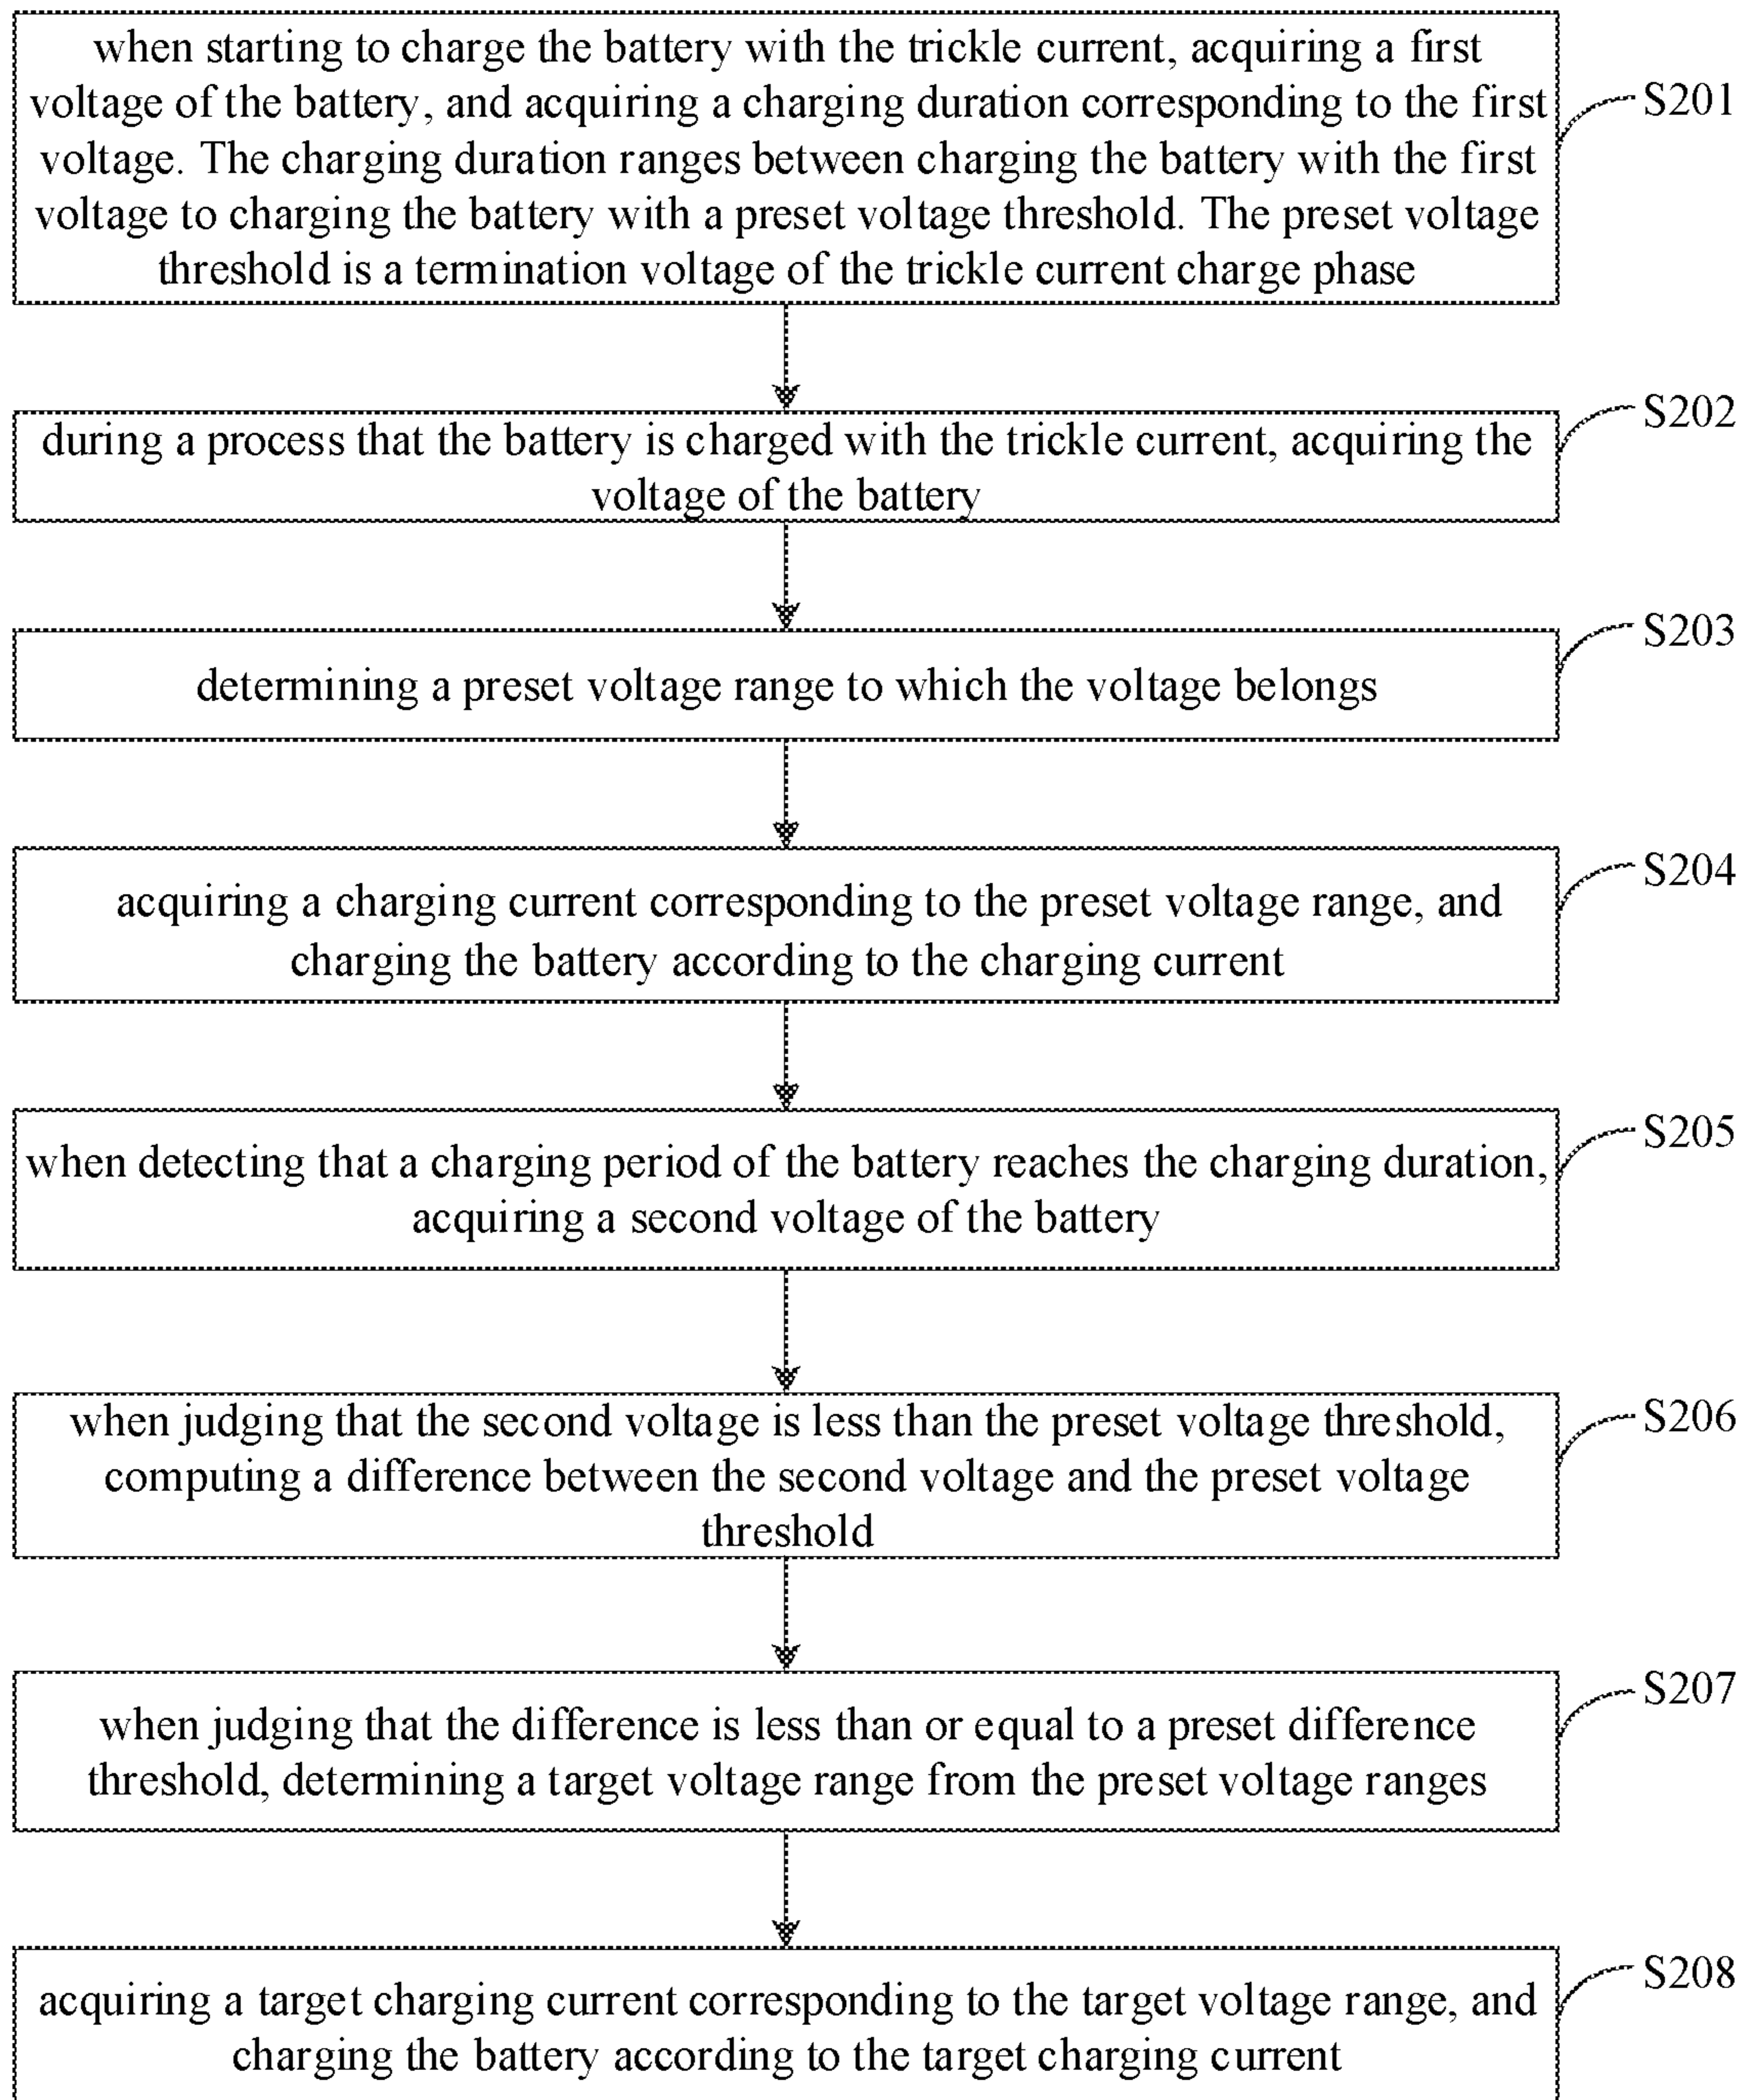 when starting to charge the battery with the trickle current, acquiring a first
voltage of the battery, and acquiring a charging duration corresponding to the first
voltage. The charging duration ranges between charging the battery with the first
voltage to charging the battery with a preset voltage threshold. The preset voltage
threshold is a termination voltage of the trickle current charge phase
S201
during a process that the battery is charged with the trickle current, acquiring the
voltage of the battery
S202
determining a preset voltage range to which the voltage belongs
S203
acquiring a charging current corresponding to the preset voltage range, and
charging the battery according to the charging current
S204
when detecting that a charging period of the battery reaches the charging duration,
acquiring a second voltage of the battery
S205
when judging that the second voltage is less than the preset voltage threshold,
computing a difference between the second voltage and the preset voltage
threshold
S206
when judging that the difference is less than or equal to a preset difference
threshold, determining a target voltage range from the preset voltage ranges
S207
acquiring a target charging current corresponding to the target voltage range, and
charging the battery according to the target charging current
S208